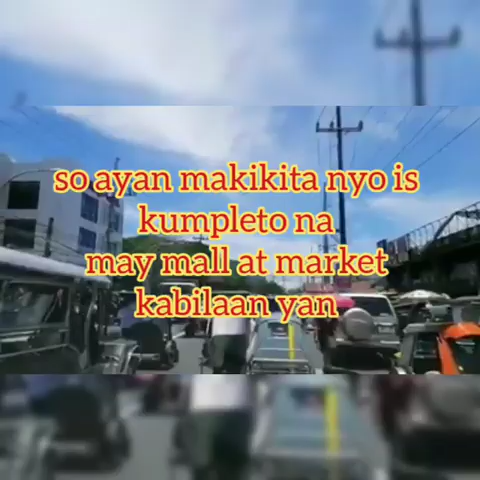 so ayan makikita nyo is
kumpleto na
may mall at market
kabilaan yan